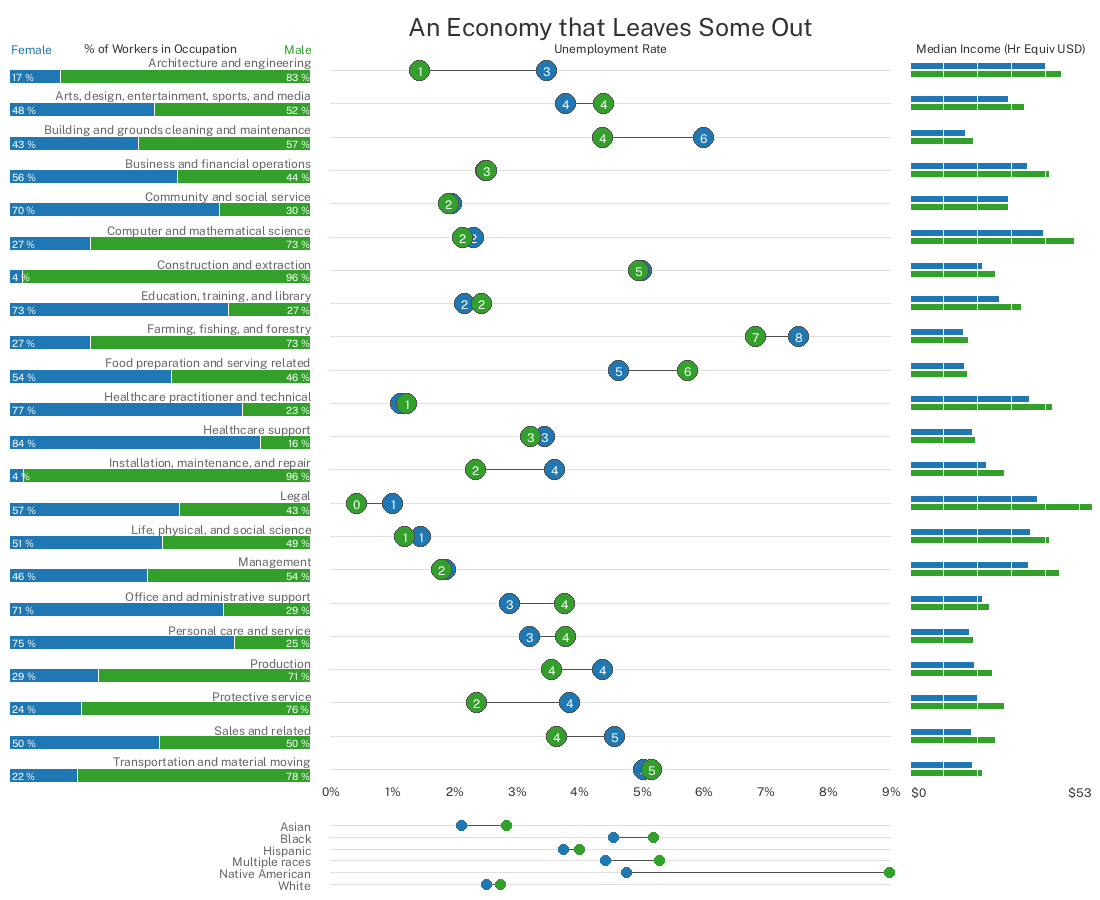 An Economy that Leaves Some Out
Female % of Workers in Occupation Male Unemployment Rate Median Income (Hr Equiv USD)
Architecture and engineering
17 % 83 % 1 3
Arts, design, entertainment, sports, and media
48 % 52 % 4 4
Building and grounds cleaning and maintenance
43 % 57 % 4 6
Business and financial operations
56 % 44 % 3
Community and social service
70 % 30 % 2
Computer and mathematical science
27 % 73 % 2 2
Construction and extraction
4 % 96 % 5
Education, training, and library
73 % 27 % 2 2
Farming, fishing, and forestry
27 % 73 % 7 8
Food preparation and serving related
54 % 46 % 5 6
Healthcare practitioner and technical
77 % 23 % 1
Healthcare support
84 % 16 % 3 3
Installation, maintenance, and repair
4 % 96 % 2 4
Legal
57 % 43 % 0 1
Life, physical, and social science
51 % 49 % 1 1
Management
46 % 54 % 2
Office and administrative support
71 % 29 % 3 4
Personal care and service
75 % 25 % 3 4
Production
29 % 71 % 4 4
Protective service
24 % 76 % 2 4
Sales and related
50 % 50 % 4 5
Transportation and material moving
22 % 78 % 5
0% 1% 2% 3% 4% 5% 6% 7% 8% 9% $0 $53
Asian
Black
Hispanic
Multiple races
Native American
White